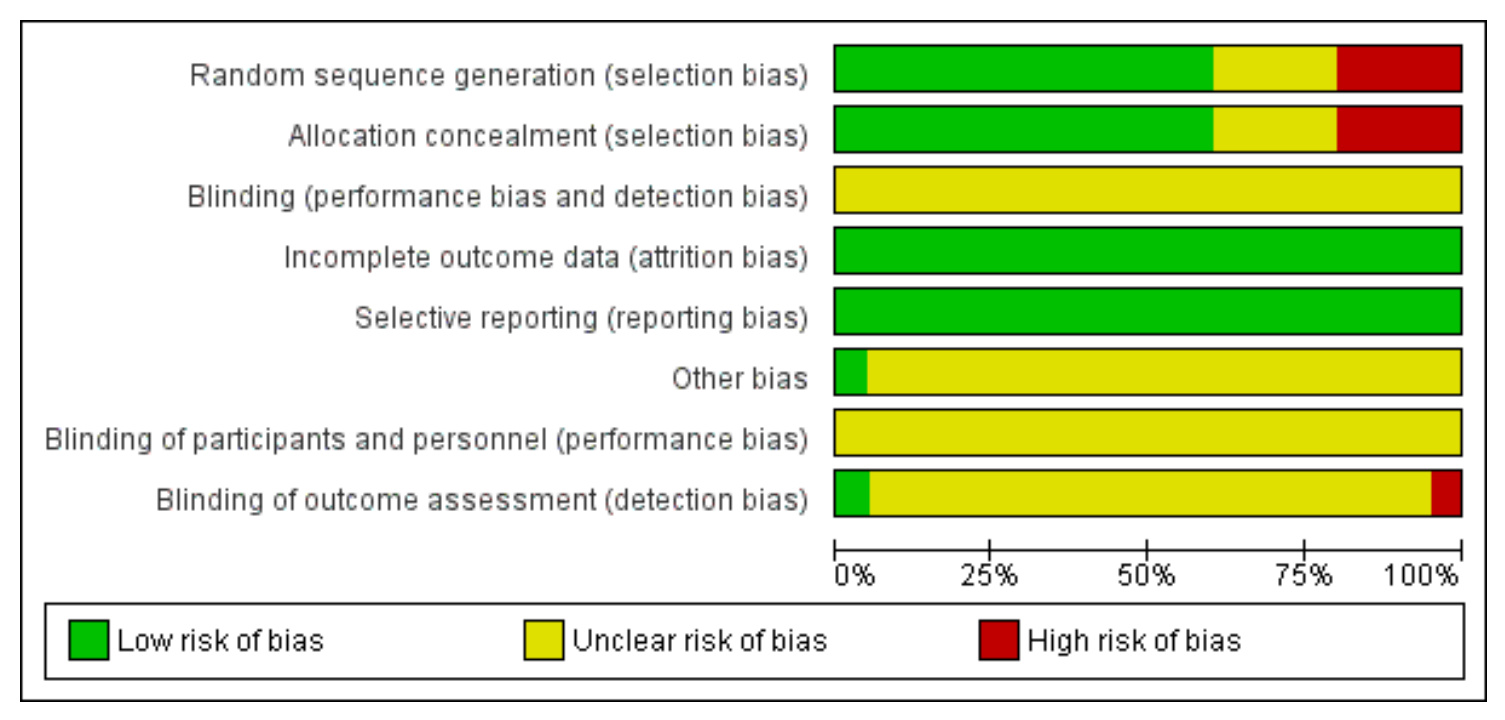 Random sequence generation (selection bias)
Allocation concealment (selection bias)
Blinding (performance bias and detection bias)
Incomplete outcome data (attrition bias)
Selective reporting (reporting bias)
Other bias
Blinding of participants and personnel (performance bias)
Blinding of outcome assessment (detection bias)
0% 25% 50% 75% 100%
Low risk of bias Unclear risk of bias High risk of bias